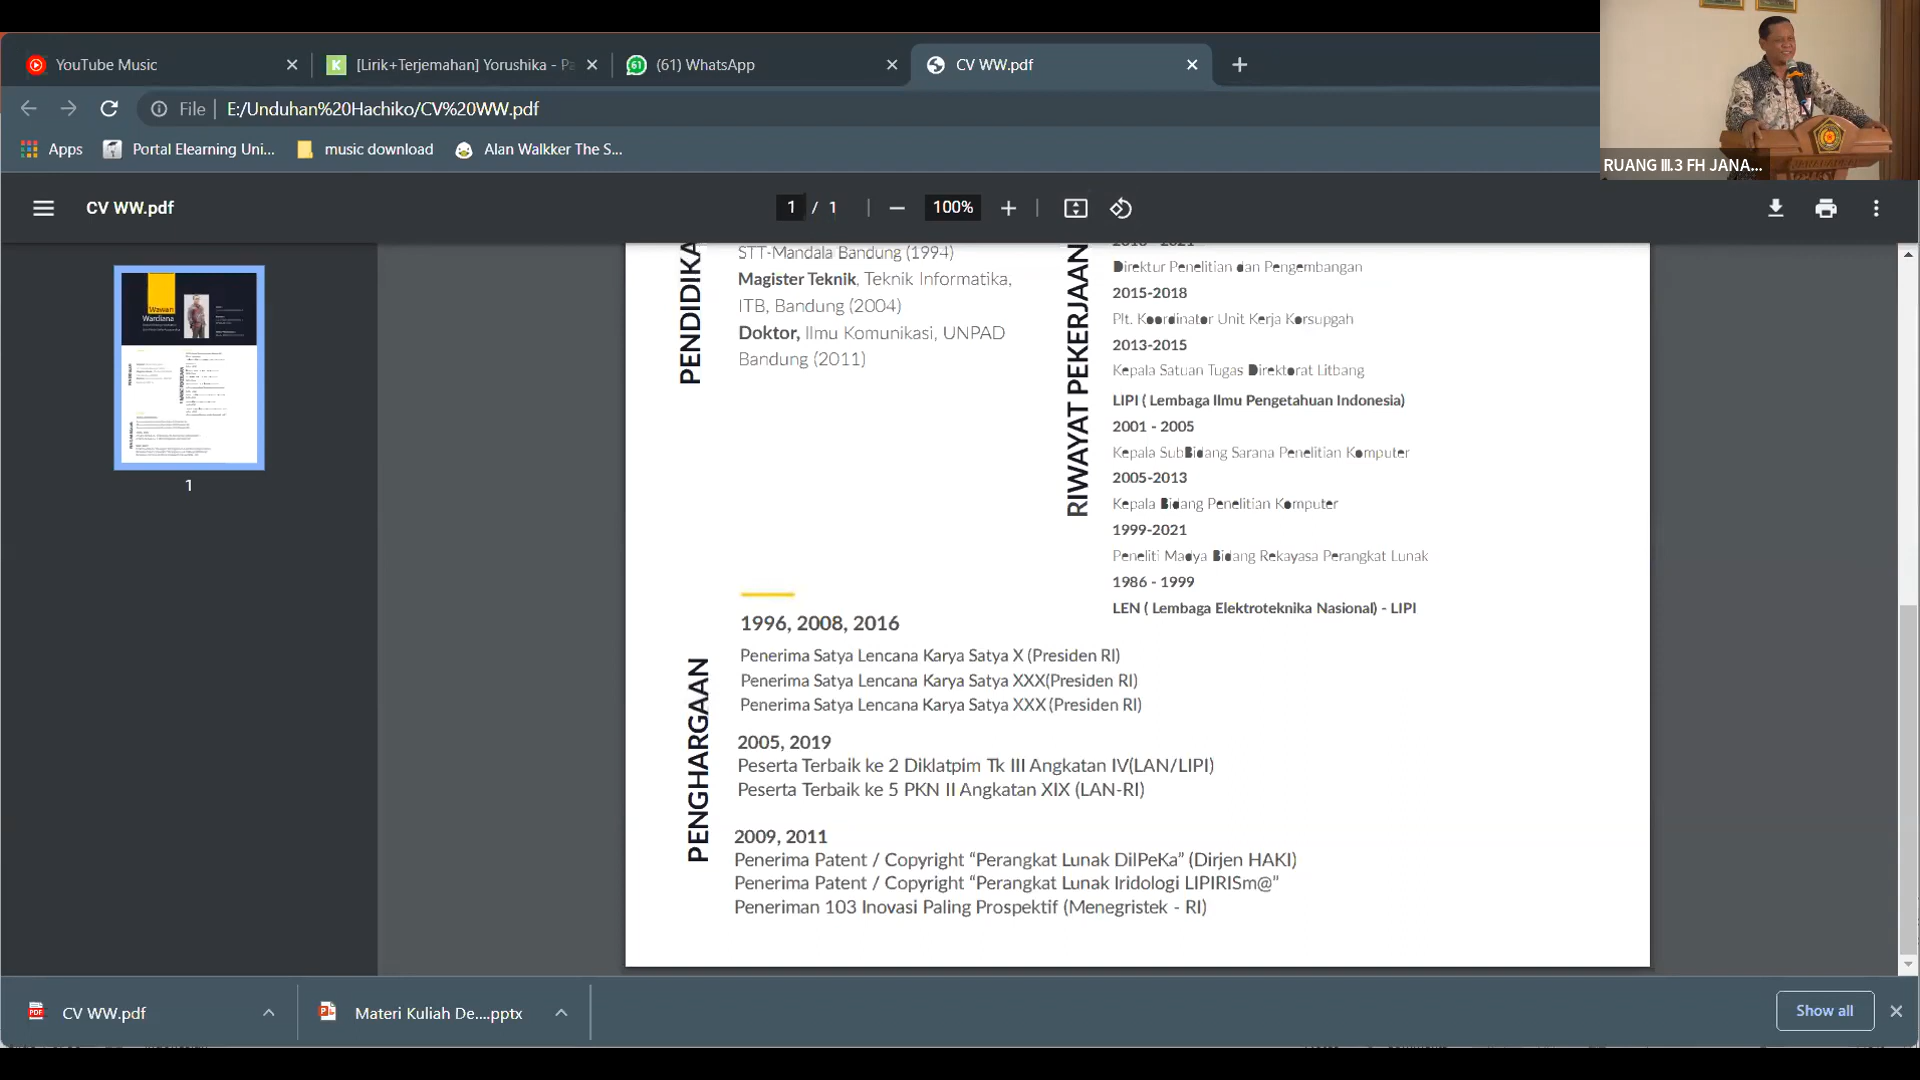 YouTube Music
[Lirik+Terjemahan] Yorushika - Pa
(61) WhatsApp
CV WW.pdf
File
E:/Unduhan%20Hachiko/CV%20WW.pdf
Apps
Portal Elearning Uni...
music download
Alan Walkker The S...
RUANG III.3 FH JANA...
CV WW.pdf
1 / 1
100%
Wawan
Wardiana
1
PENDIDIKA
STT-Mandala Bandung (1994)
Magister Teknik, Teknik Informatika,
ITB, Bandung (2004)
Doktor, Ilmu Komunikasi, UNPAD
Bandung (2011)
RIWAYAT PEKERJAAN
Direktur Penelitian dan Pengembangan
2015-2018
Plt. Koordinator Unit Kerja Korsupgah
2013-2015
Kepala Satuan Tugas Direktorat Litbang
LIPI ( Lembaga Ilmu Pengetahuan Indonesia)
2001 - 2005
Kepala SubBidang Sarana Penelitian Komputer
2005-2013
Kepala Bidang Penelitian Komputer
1999-2021
Peneliti Madya Bidang Rekayasa Perangkat Lunak
1986 - 1999
LEN ( Lembaga Elektroteknika Nasional) - LIPI
PENGHARGAAN
1996, 2008, 2016
Penerima Satya Lencana Karya Satya X (Presiden RI)
Penerima Satya Lencana Karya Satya XXX(Presiden RI)
Penerima Satya Lencana Karya Satya XXX (Presiden RI)
2005, 2019
Peserta Terbaik ke 2 Diklatpim Tk III Angkatan IV(LAN/LIPI)
Peserta Terbaik ke 5 PKN II Angkatan XIX (LAN-RI)
2009, 2011
Penerima Patent / Copyright “Perangkat Lunak DilPeKa” (Dirjen HAKI)
Penerima Patent / Copyright “Perangkat Lunak Iridologi LIPIRISm@”
Peneriman 103 Inovasi Paling Prospektif (Menegristek - RI)
CV WW.pdf
Materi Kuliah De....pptx
Show all